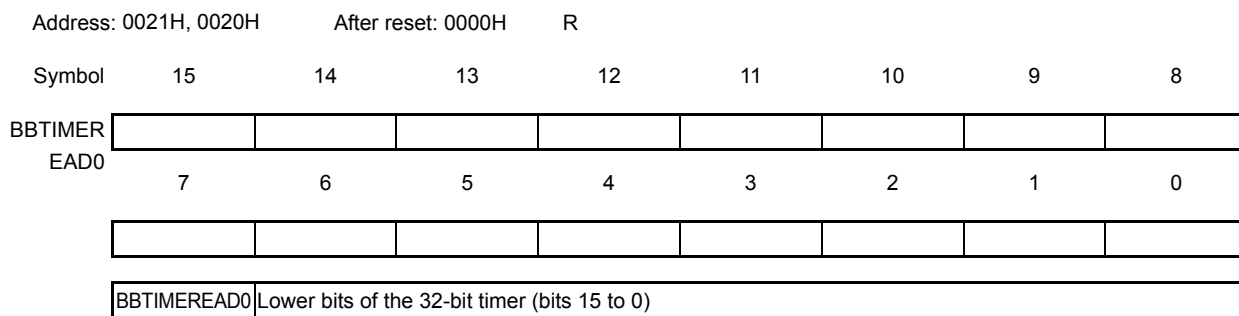 Address: 0021H, 0020H After reset: 0000H R
Symbol 15 14 13 12 11 10 9 8
BBTIMER
EAD0
7 6 5 4 3 2 1 0
BBTIMEREAD0 Lower bits of the 32-bit timer (bits 15 to 0)